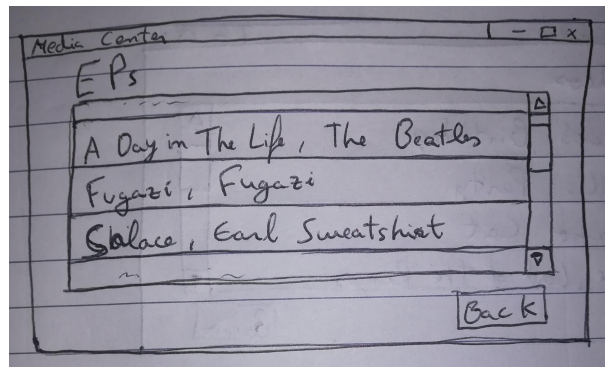 Media Center
EPs
A Day in The Life, The Beatles
Fugazi, Fugazi
Solace, Earl Sweatshirt
Back